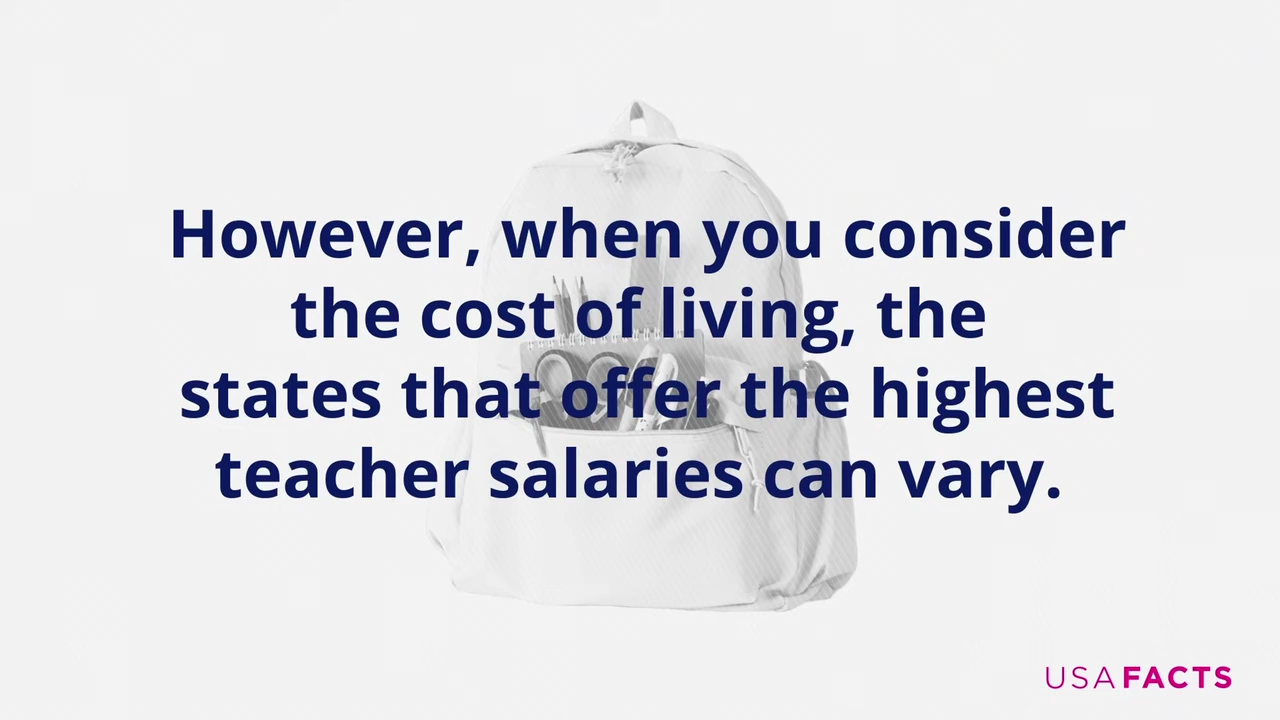 However, when you consider
the cost of living, the
states that offer the highest
teacher salaries can vary.
USAFACTS